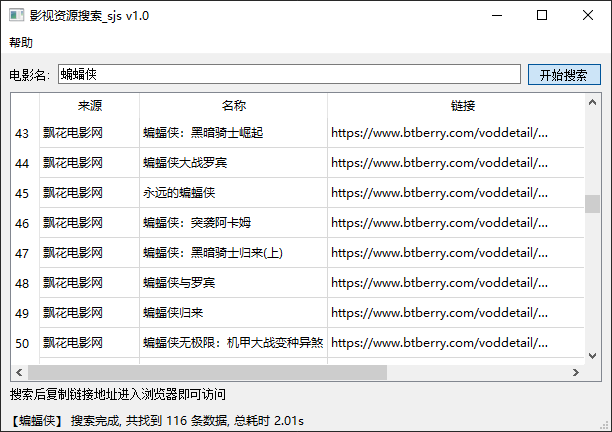 影视资源搜索_sjs v1.0
帮助
电影名: 蝙蝠侠 开始搜索
来源 名称 链接
43 飘花电影网 蝙蝠侠：黑暗骑士崛起 https://www.btberry.com/voddetail/...
44 飘花电影网 蝙蝠侠大战罗宾 https://www.btberry.com/voddetail/...
45 飘花电影网 永远的蝙蝠侠 https://www.btberry.com/voddetail/...
46 飘花电影网 蝙蝠侠：突袭阿卡姆 https://www.btberry.com/voddetail/...
47 飘花电影网 蝙蝠侠：黑暗骑士归来(上) https://www.btberry.com/voddetail/...
48 飘花电影网 蝙蝠侠与罗宾 https://www.btberry.com/voddetail/...
49 飘花电影网 蝙蝠侠归来 https://www.btberry.com/voddetail/...
50 飘花电影网 蝙蝠侠无极限：机甲大战变种异煞 https://www.btberry.com/voddetail/...
搜索后复制链接地址进入浏览器即可访问
【蝙蝠侠】 搜索完成, 共找到 116 条数据, 总耗时 2.01s